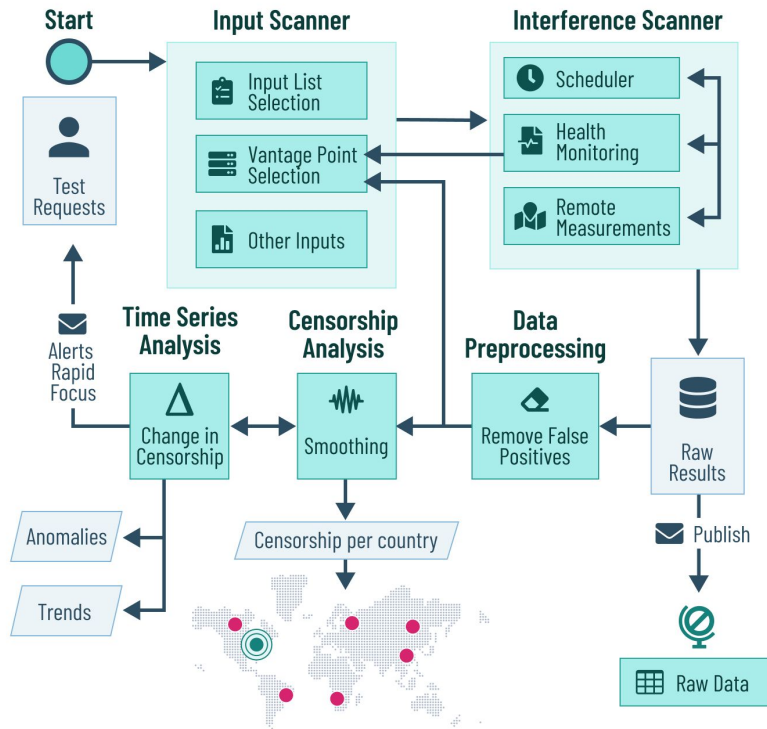 Start
Input Scanner
Interference Scanner
Input List
Selection
Vantage Point
Selection
Other Inputs
Scheduler
Health
Monitoring
Remote
Measurements
Test
Requests
Alerts
Rapid
Focus
Time Series
Analysis
Censorship
Analysis
Data
Preprocessing
Change in
Censorship
Smoothing
Remove False
Positives
Raw
Results
Anomalies
Trends
Censorship per country
Publish
Raw Data